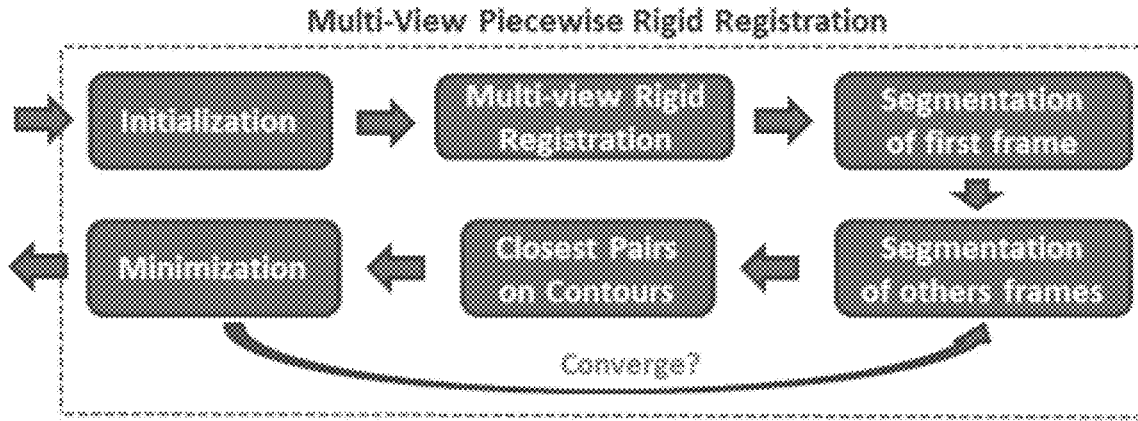 Multi-View Piecewise Rigid Registration
Initialization
Multi-view Rigid
Registration
Segmentation
of first frame
Minimization
Closest Pairs
on Contours
Segmentation
of others frames
Converge?